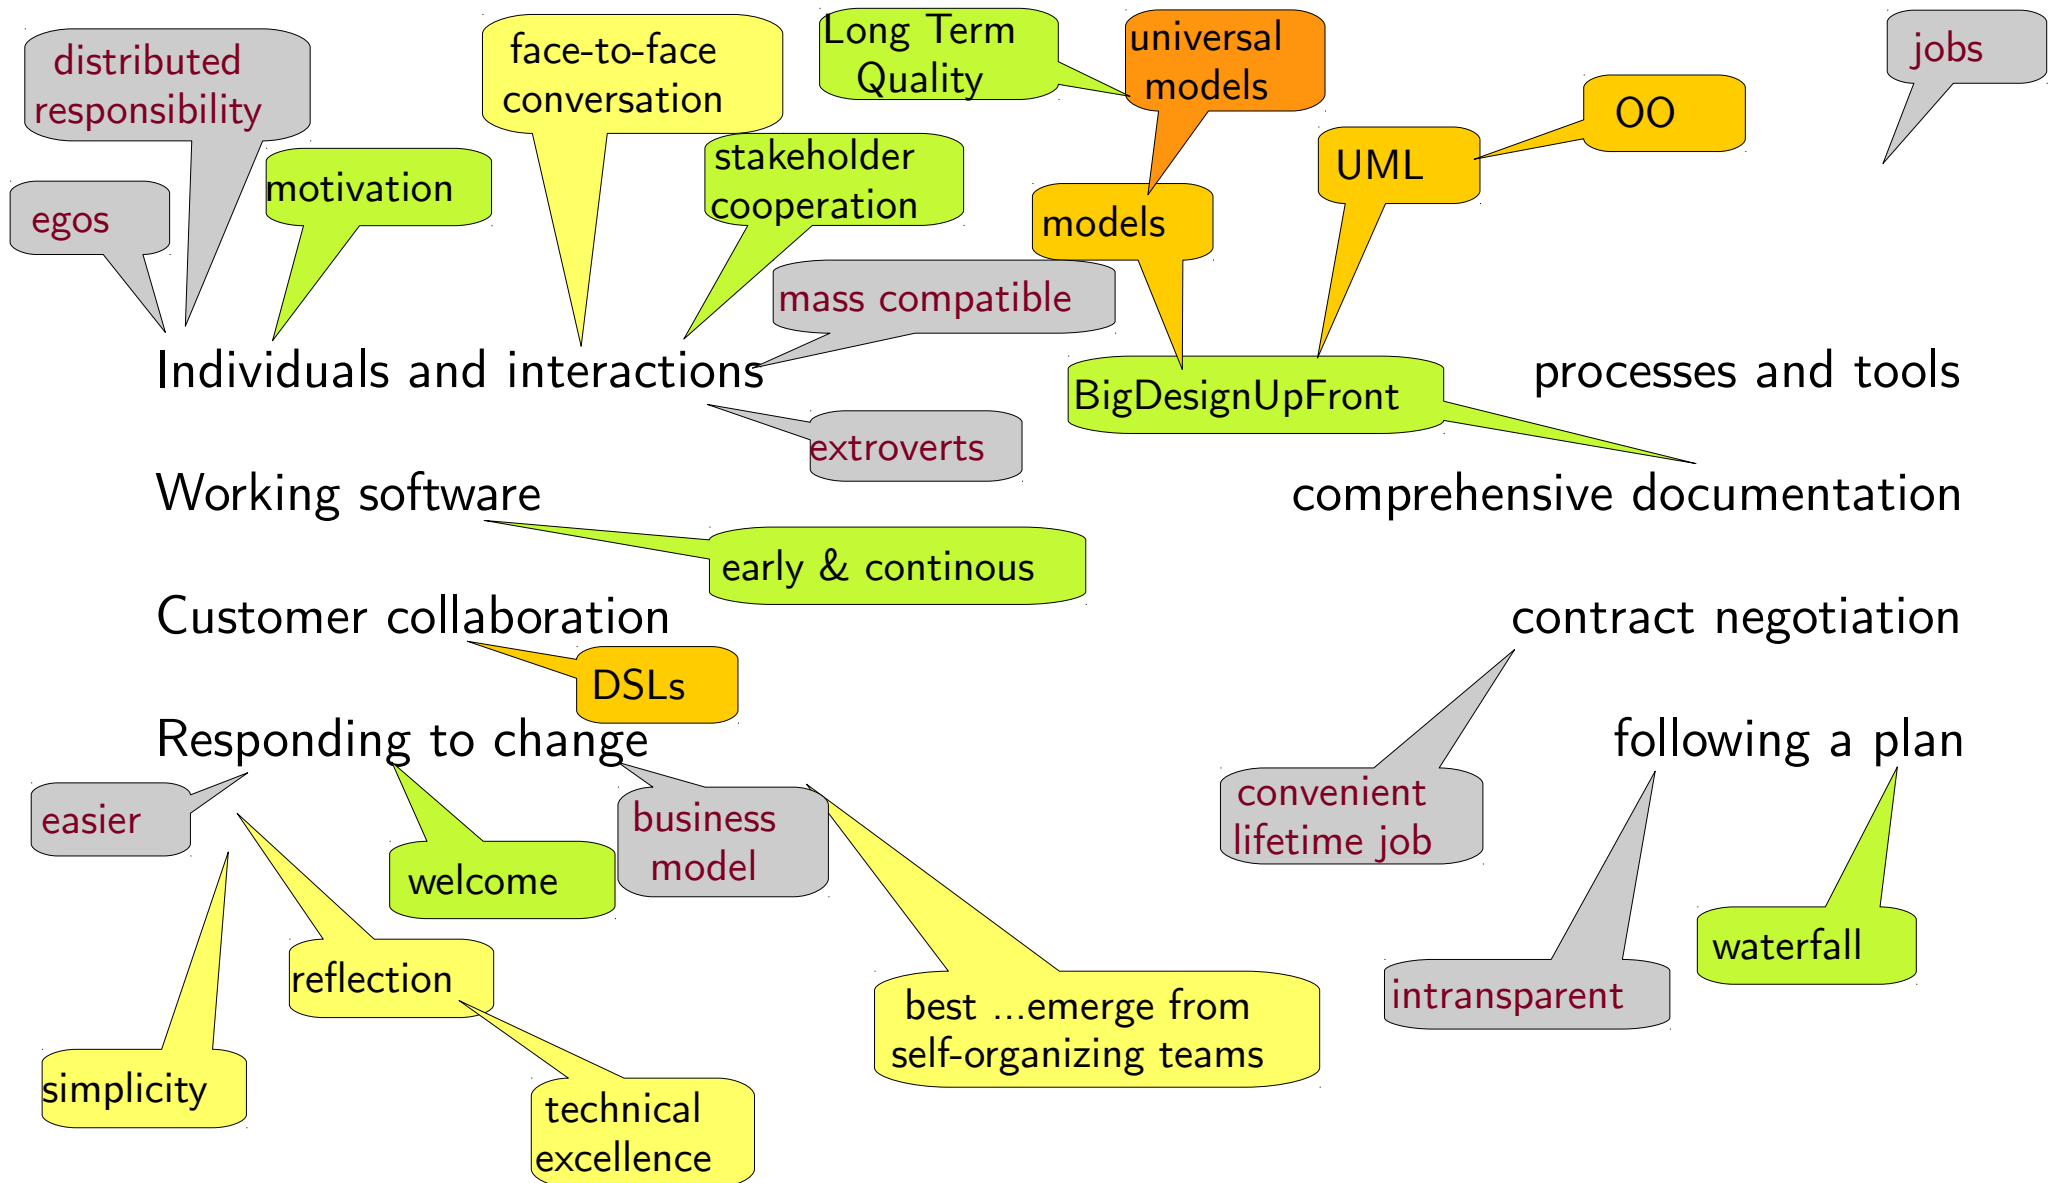 distributed
responsibility
face-to-face
conversation
Long Term
Quality
universal
models
jobs
OO
motivation
stakeholder
cooperation
UML
egos
models
mass compatible
Individuals and interactions
processes and tools
BigDesignUpFront
extroverts
Working software
comprehensive documentation
early & continous
Customer collaboration
contract negotiation
DSLs
Responding to change
following a plan
easier
business
model
convenient
lifetime job
welcome
waterfall
reflection
intransparent
best ...emerge from
self-organizing teams
simplicity
technical
excellence